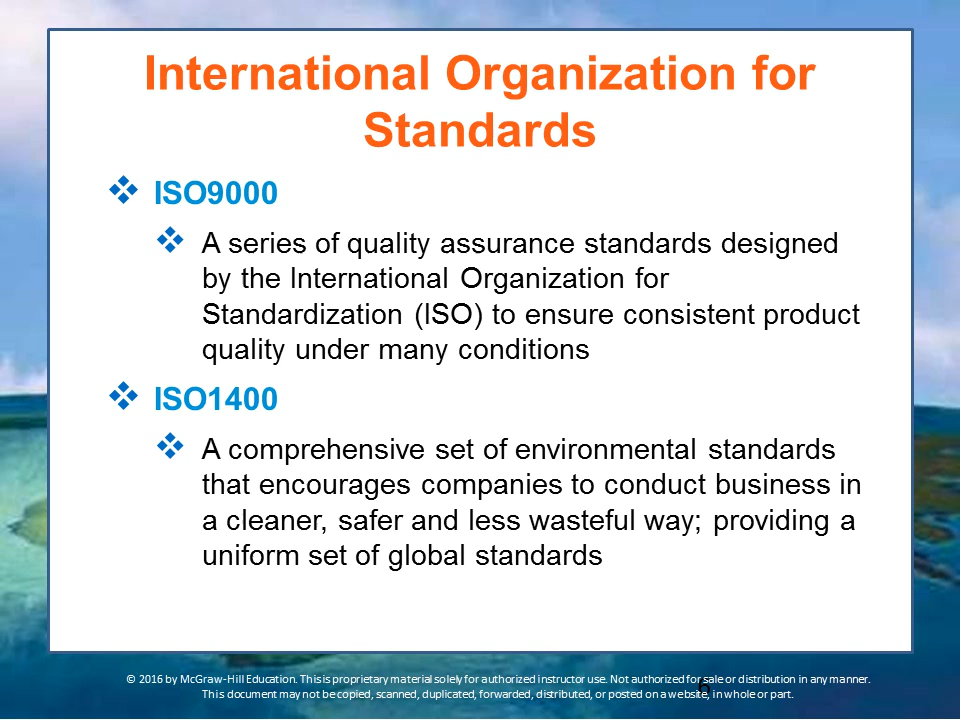 International Organization for
Standards
ISO9000
A series of quality assurance standards designed
by the International Organization for
Standardization (ISO) to ensure consistent product
quality under many conditions
ISO1400
A comprehensive set of environmental standards
that encourages companies to conduct business in
a cleaner, safer and less wasteful way; providing a
uniform set of global standards
© 2016 by McGraw-Hill Education. This is proprietary material solely for authorized instructor use. Not authorized for sale or distribution in any manner.
This document may not be copied, scanned, duplicated, forwarded, distributed, or posted on a website, in whole or part.